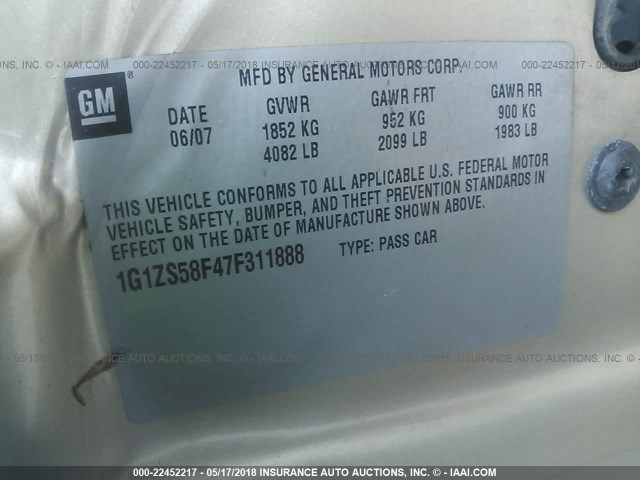 MFD BY GENERAL MOTORS CORP.
GM
DATE GVWR GAWR FRT GAWR RR
06/07 1852 KG 952 KG 900 KG
4082 LB 2099 LB 1983 LB
THIS VEHICLE CONFORMS TO ALL APPLICABLE U.S. FEDERAL MOTOR
VEHICLE SAFETY, BUMPER, AND THEFT PREVENTION STANDARDS IN
EFFECT ON THE DATE OF MANUFACTURE SHOWN ABOVE.
1G1ZS58F47F311888 TYPE: PASS CAR
000-22452217 - 05/17/2018 INSURANCE AUTO AUCTIONS, INC. - © IAAI.COM